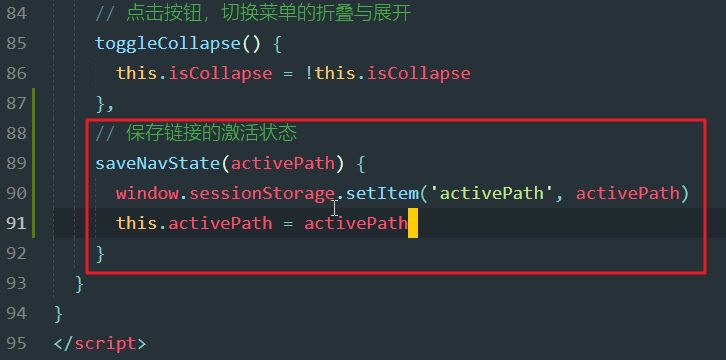 84 // 点击按钮，切换菜单的折叠与展开
85 toggleCollapse() {
86 this.isCollapse = !this.isCollapse
87 },
88 // 保存链接的激活状态
89 saveNavState(activePath) {
90 window.sessionStorage.setItem('activePath', activePath)
91 this.activePath = activePath
92 }
93 }
94 }
95 </script>